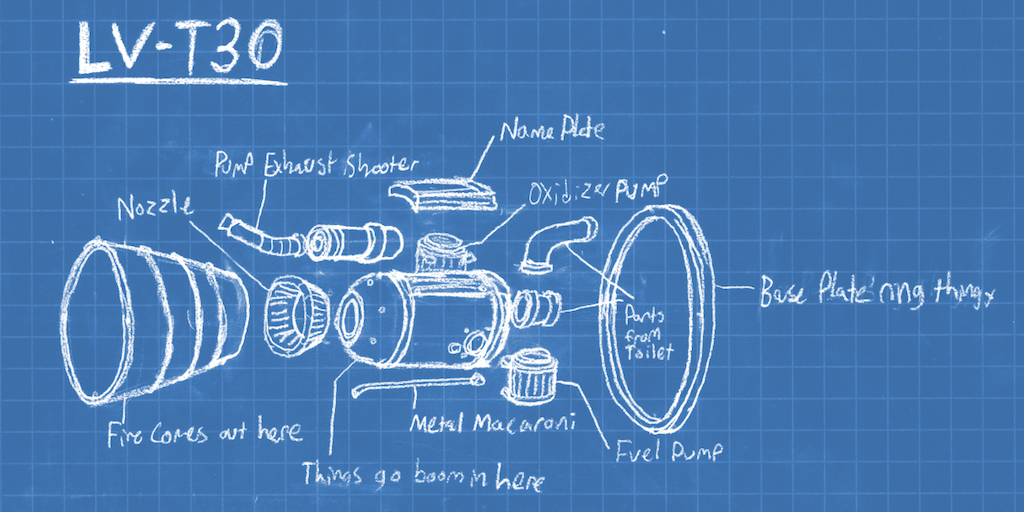 LV-T30
Name Plate
Pump Exhaust Shooter
Oxidizer Pump
Nozzle
Base Plate ring thingy
Parts
from
Toilet
Fire comes out here
Metal Macaroni
Fuel Pump
Things go boom in here